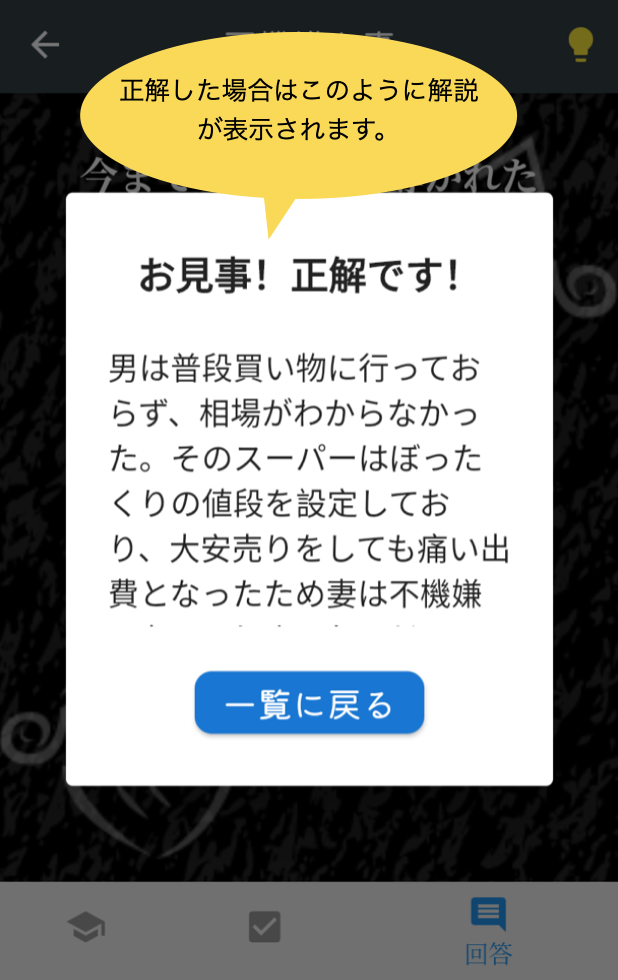 正解した場合はこのように解説
が表示されます。
お見事！正解です！
男は普段買い物に行ってお
らず、相場がわからなかっ
た。そのスーパーはぼった
くりの値段を設定してお
り、大安売りをしても痛い出
費となったため妻は不機嫌
一覧に戻る
回答